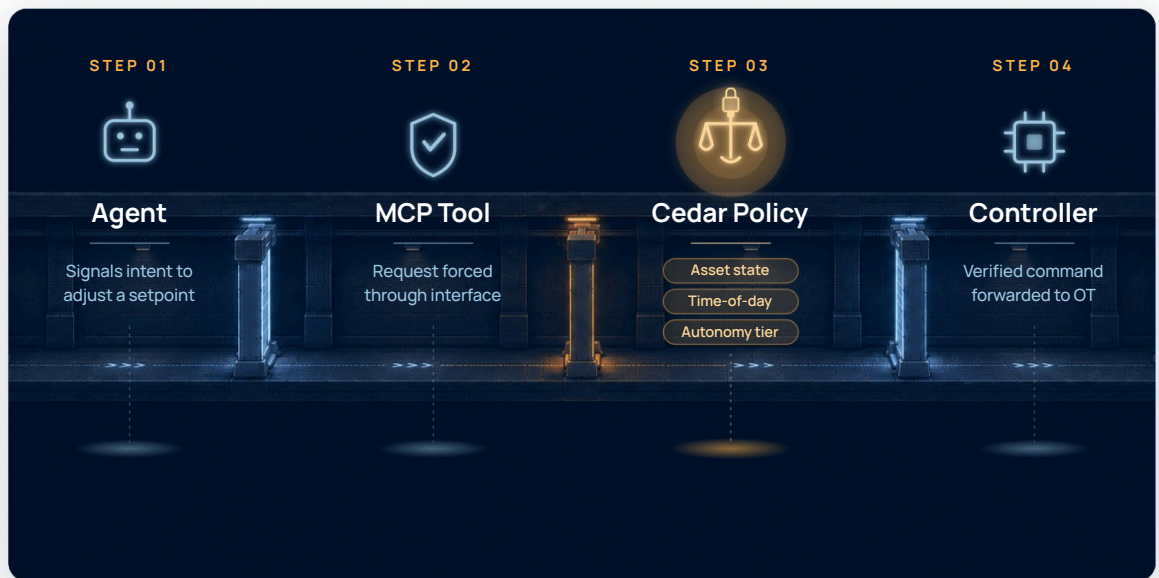 STEP 01
Agent
Signals intent to
adjust a setpoint
STEP 02
MCP Tool
Request forced
through interface
STEP 03
Cedar Policy
Asset state
Time-of-day
Autonomy tier
STEP 04
Controller
Verified command
forwarded to OT